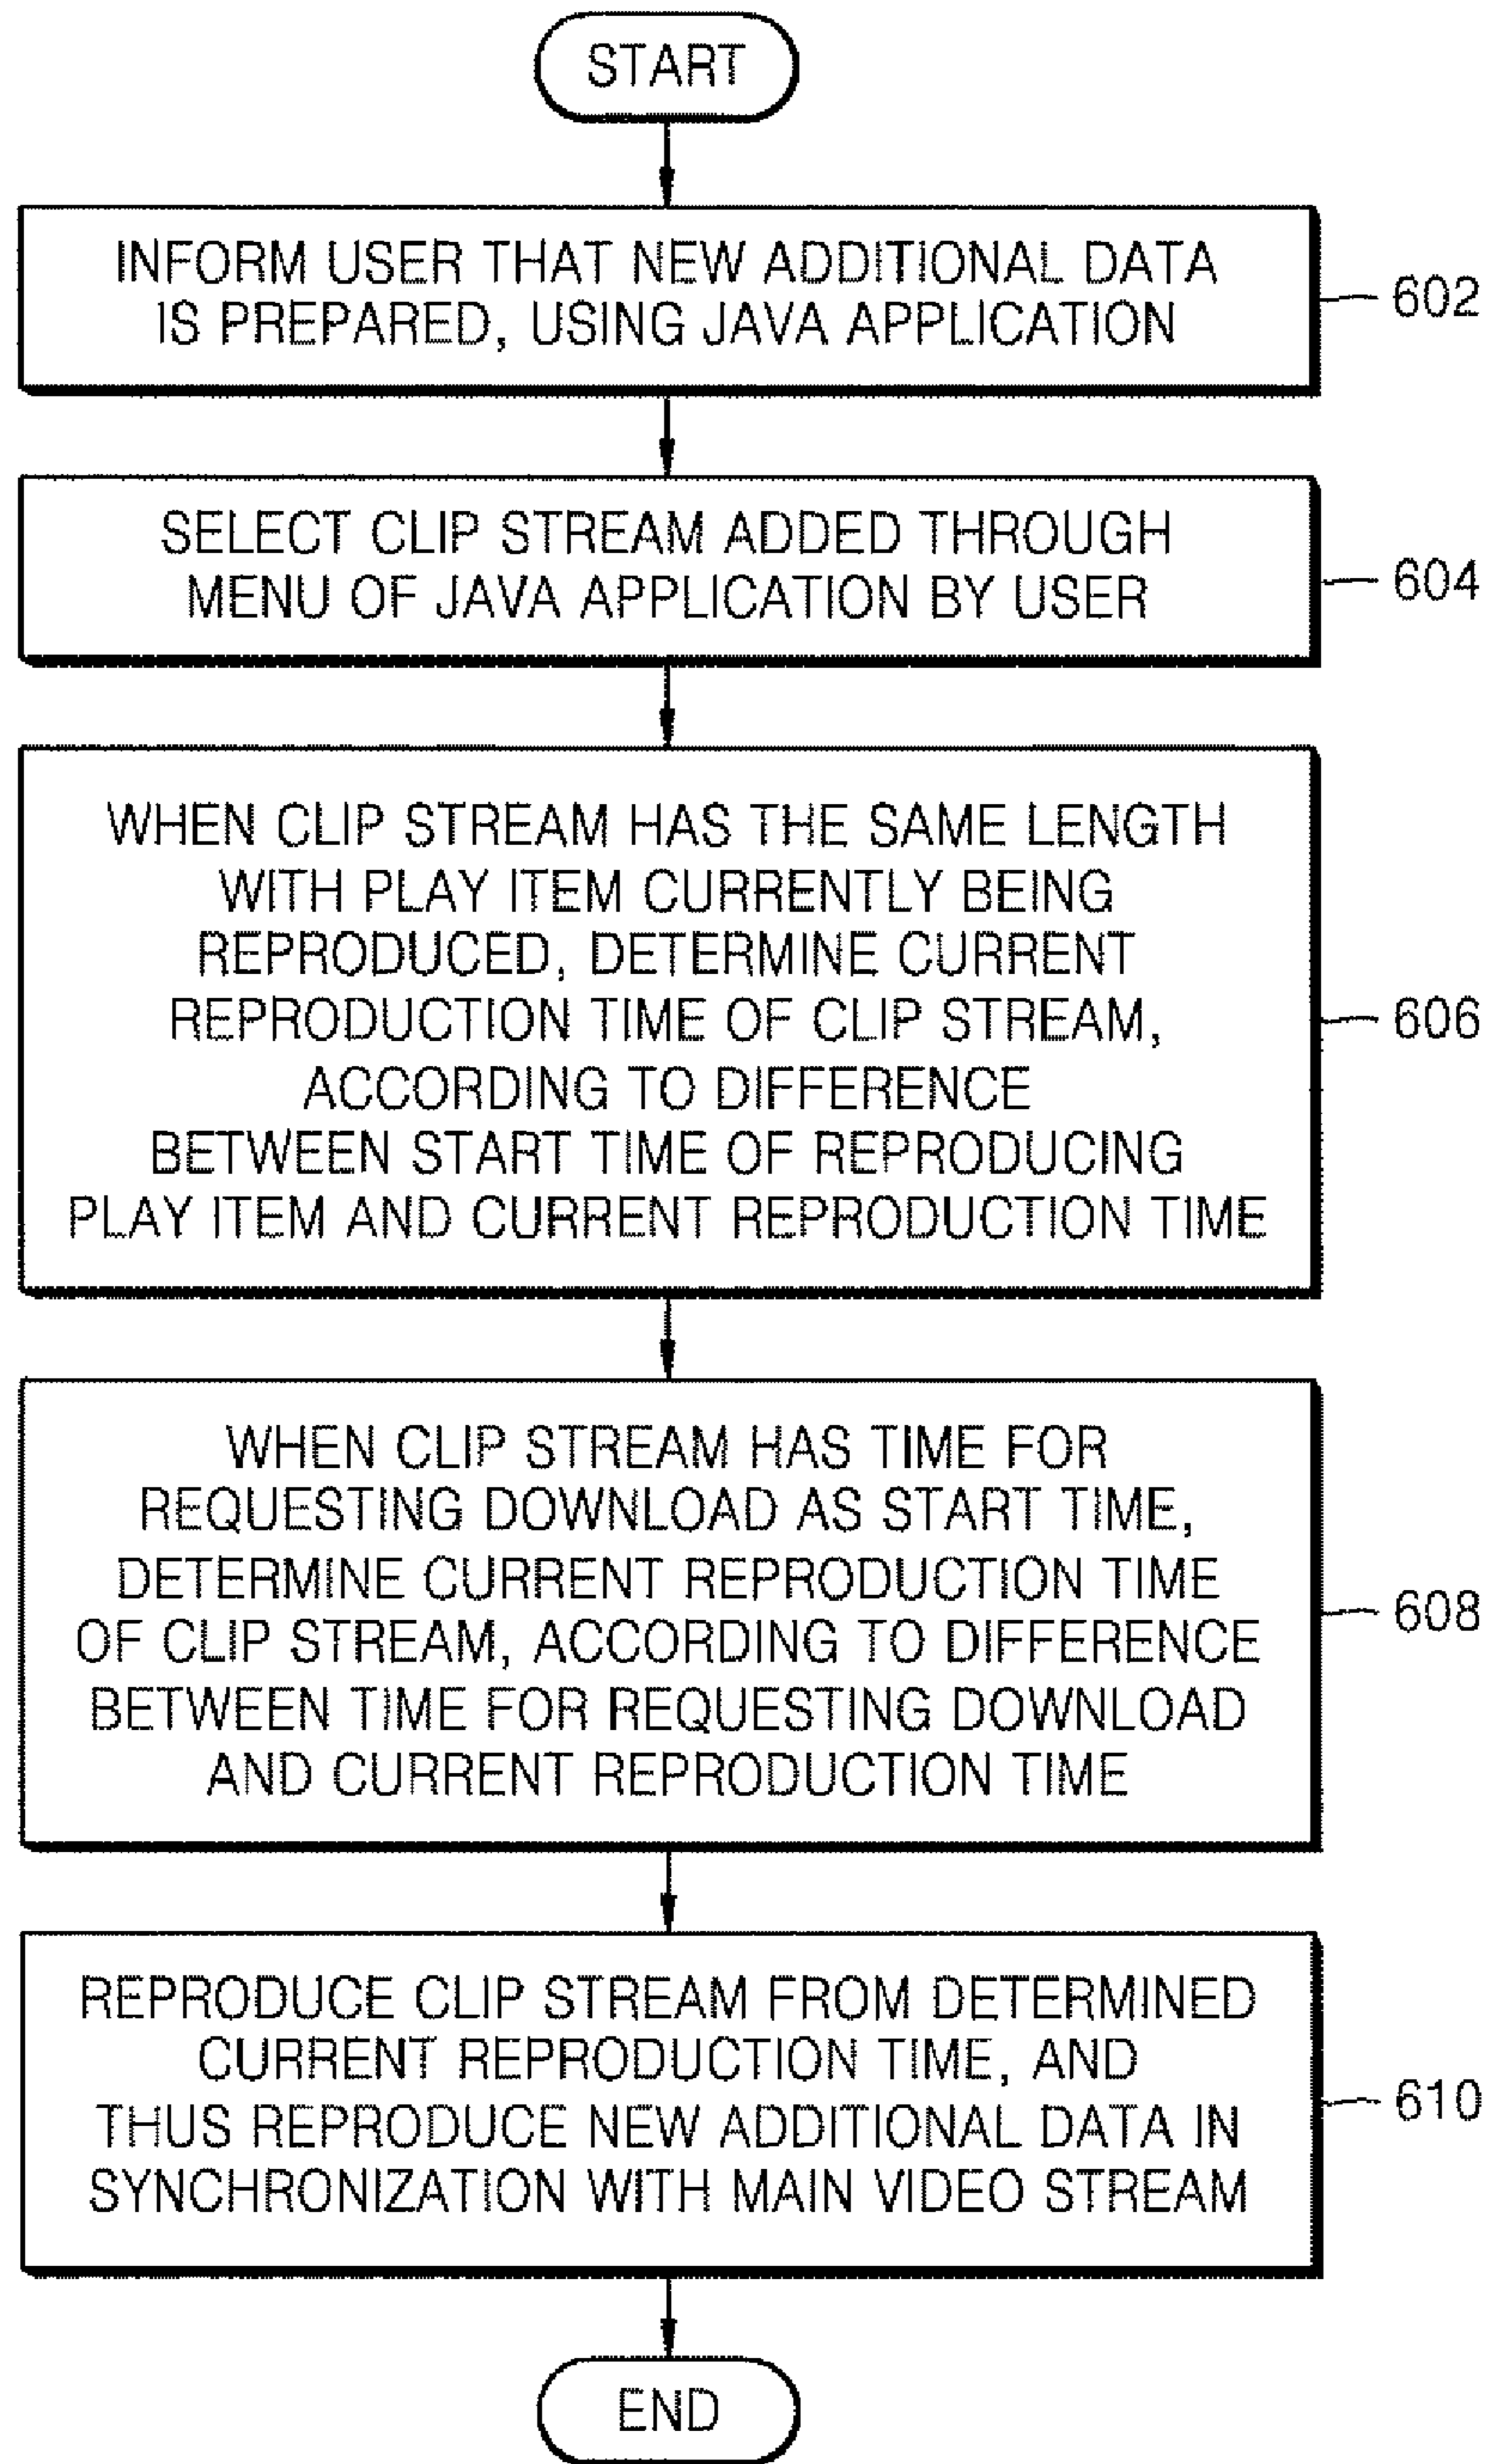 START
INFORM USER THAT NEW ADDITIONAL DATA
IS PREPARED, USING JAVA APPLICATION
602
SELECT CLIP STREAM ADDED THROUGH
MENU OF JAVA APPLICATION BY USER
604
WHEN CLIP STREAM HAS THE SAME LENGTH
WITH PLAY ITEM CURRENTLY BEING
REPRODUCED, DETERMINE CURRENT
REPRODUCTION TIME OF CLIP STREAM,
ACCORDING TO DIFFERENCE
BETWEEN START TIME OF REPRODUCING
PLAY ITEM AND CURRENT REPRODUCTION TIME
606
WHEN CLIP STREAM HAS TIME FOR
REQUESTING DOWNLOAD AS START TIME,
DETERMINE CURRENT REPRODUCTION TIME
OF CLIP STREAM, ACCORDING TO DIFFERENCE
BETWEEN TIME FOR REQUESTING DOWNLOAD
AND CURRENT REPRODUCTION TIME
608
REPRODUCE CLIP STREAM FROM DETERMINED
CURRENT REPRODUCTION TIME, AND
THUS REPRODUCE NEW ADDITIONAL DATA IN
SYNCHRONIZATION WITH MAIN VIDEO STREAM
610
END